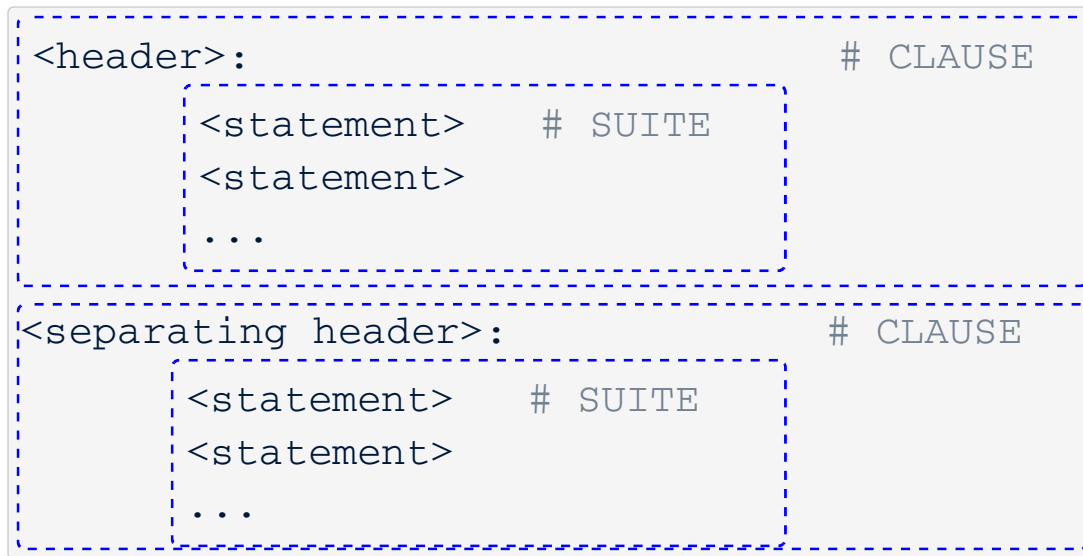 <header>: # CLAUSE
<statement> # SUITE
<statement>
...
<separating header>: # CLAUSE
<statement> # SUITE
<statement>
...